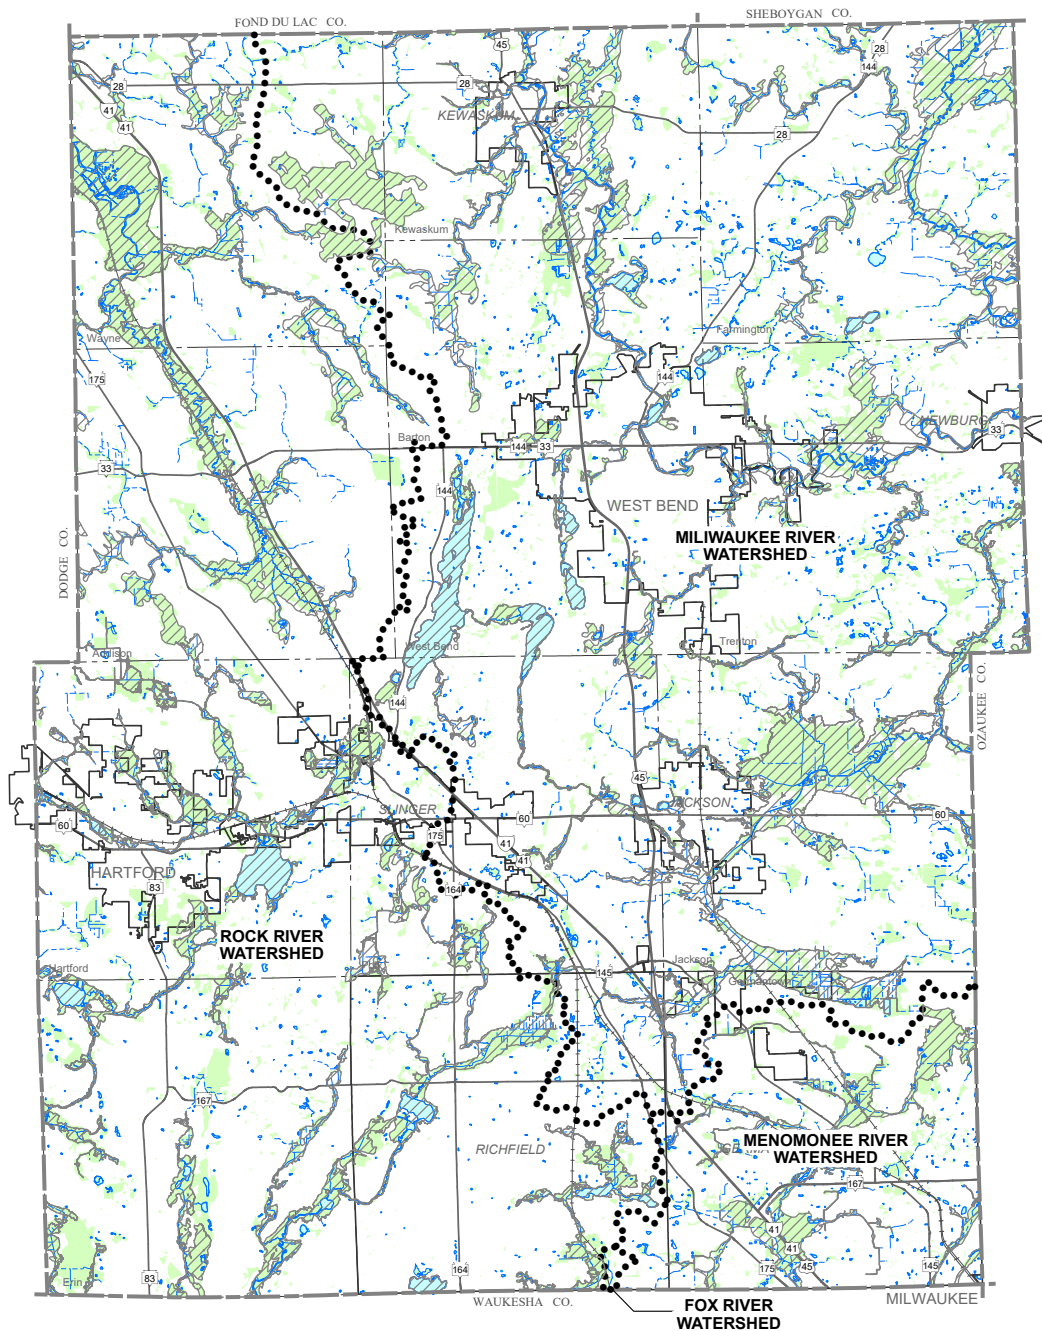 FOND DU LAC CO.
SHEBOYGAN CO.
45
28
144
28
28
41
41
KEWASKUM
28
Kewaskum
Wayne
Farmington
175
144
NEWBURG
33
Barton
144
33
33
144
WEST BEND
MILIWAUKEE RIVER
WATERSHED
DODGE CO.
Addison
West Bend
Trenton
OZAUKEE CO.
144
45
JACKSON
SLINGER
60
60
60
175
41
41
HARTFORD
83
164
ROCK RIVER
WATERSHED
Hartford
145
Jackson
Germantown
167
RICHFIELD
MENOMONEE RIVER
WATERSHED
167
41
41
45
175
145
Erin
83
164
WAUKESHA CO.
MILWAUKEE
FOX RIVER
WATERSHED